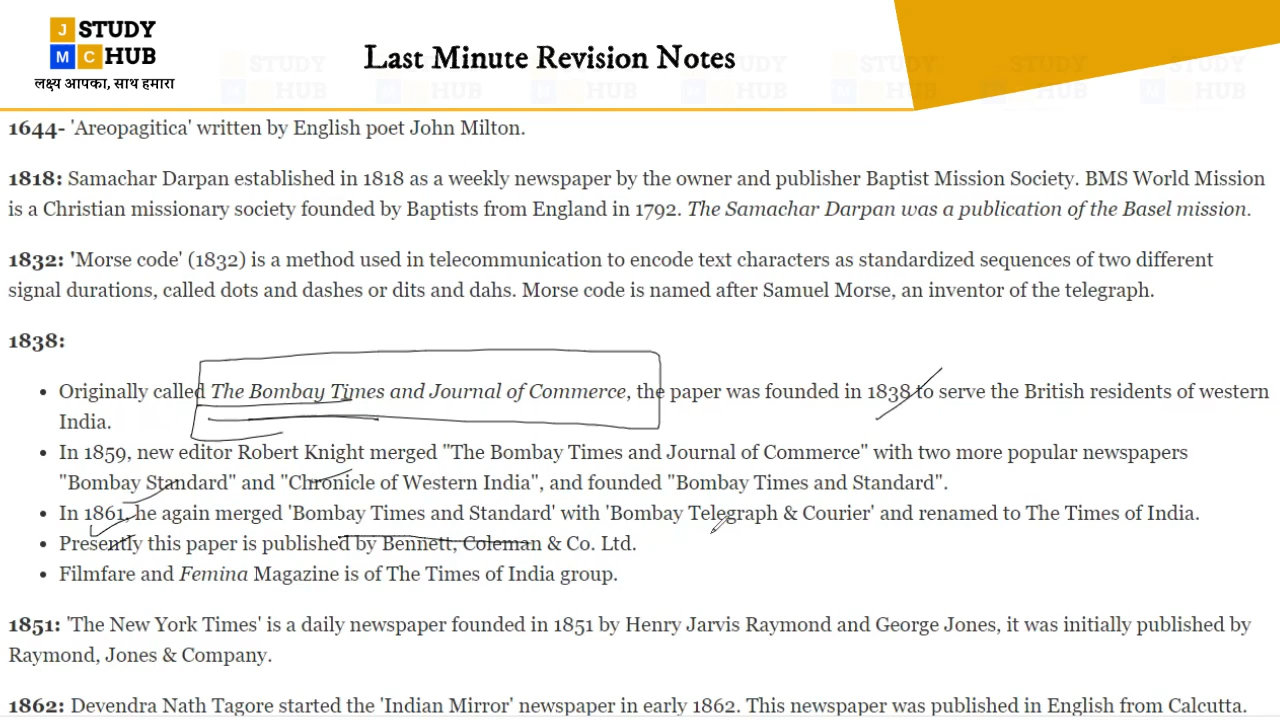 J STUDY
M C HUB
लक्ष्य आपका, साथ हमारा
Last Minute Revision Notes
1644- 'Areopagitica' written by English poet John Milton.
1818: Samachar Darpan established in 1818 as a weekly newspaper by the owner and publisher Baptist Mission Society. BMS World Mission
is a Christian missionary society founded by Baptists from England in 1792. The Samachar Darpan was a publication of the Basel mission.
1832: 'Morse code' (1832) is a method used in telecommunication to encode text characters as standardized sequences of two different
signal durations, called dots and dashes or dits and dahs. Morse code is named after Samuel Morse, an inventor of the telegraph.
1838:
• Originally called The Bombay Times and Journal of Commerce, the paper was founded in 1838 to serve the British residents of western
India.
• In 1859, new editor Robert Knight merged "The Bombay Times and Journal of Commerce" with two more popular newspapers
"Bombay Standard" and "Chronicle of Western India", and founded "Bombay Times and Standard".
• In 1861, he again merged 'Bombay Times and Standard' with 'Bombay Telegraph & Courier' and renamed to The Times of India.
• Presently this paper is published by Bennett, Coleman & Co. Ltd.
• Filmfare and Femina Magazine is of The Times of India group.
1851: 'The New York Times' is a daily newspaper founded in 1851 by Henry Jarvis Raymond and George Jones, it was initially published by
Raymond, Jones & Company.
1862: Devendra Nath Tagore started the 'Indian Mirror' newspaper in early 1862. This newspaper was published in English from Calcutta.